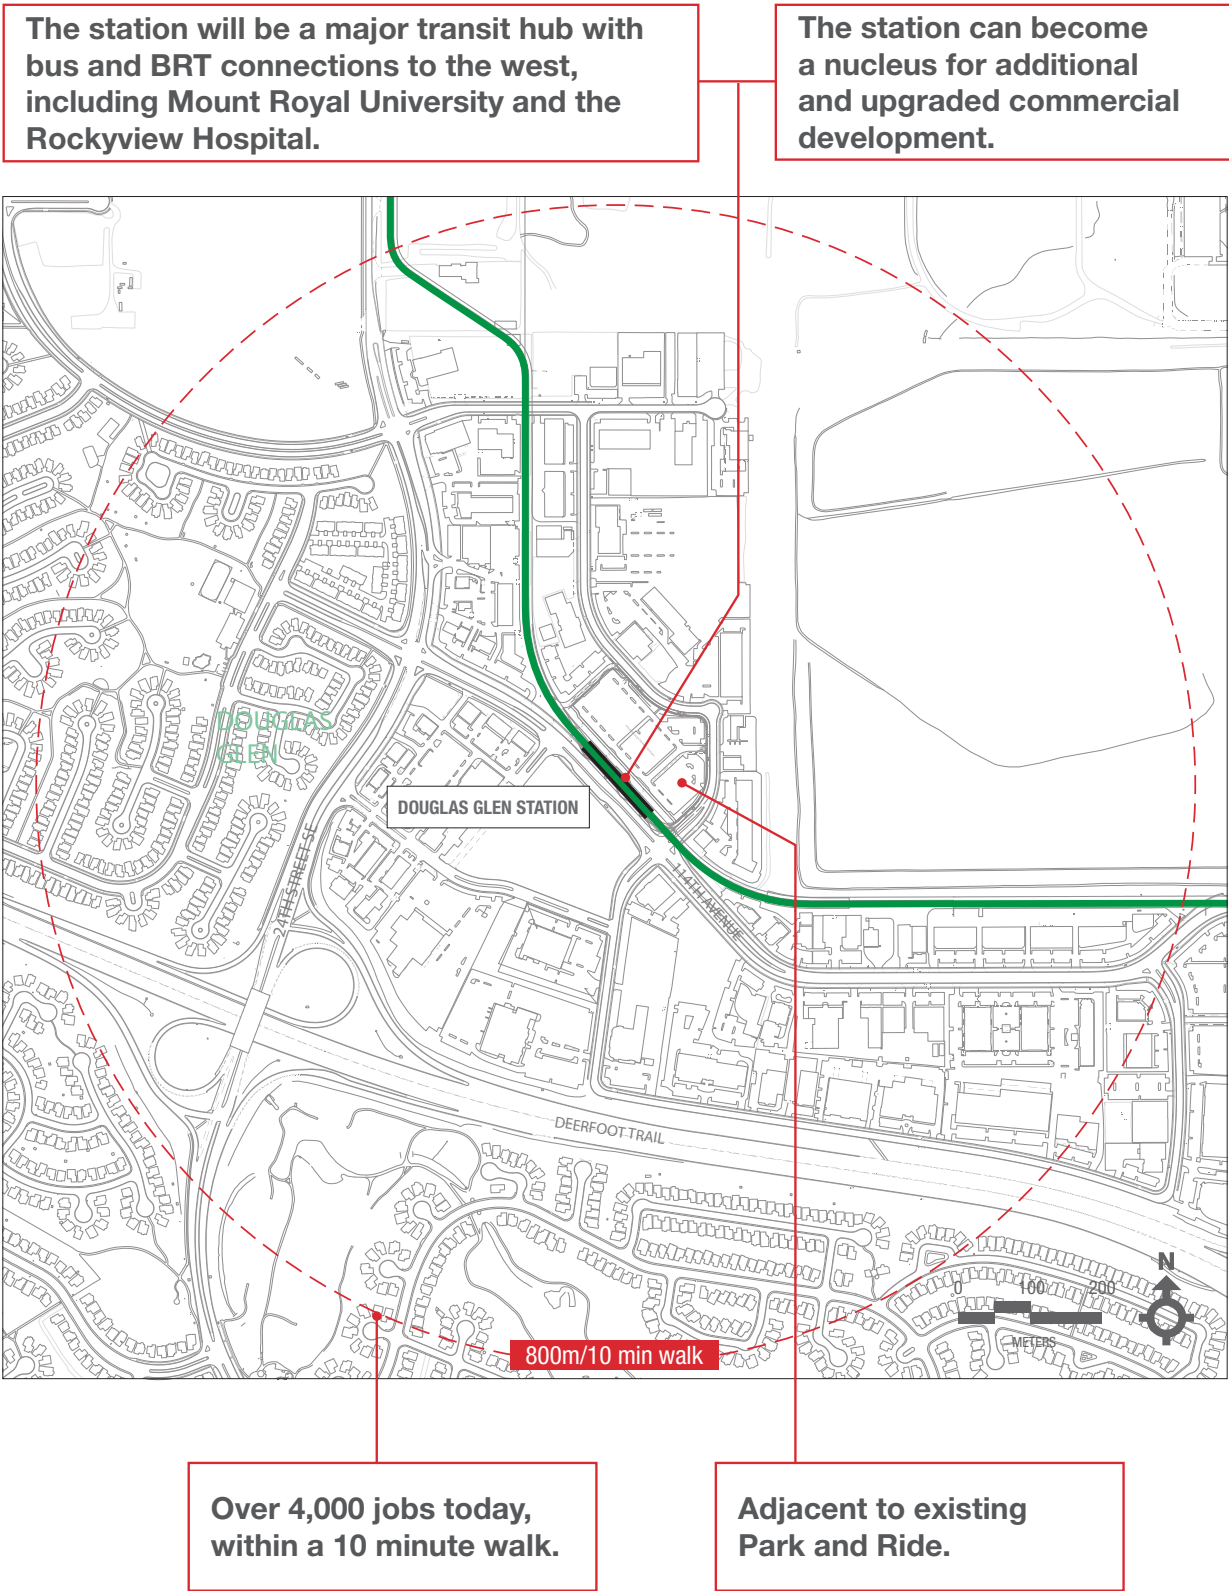 The station will be a major transit hub with
bus and BRT connections to the west,
including Mount Royal University and the
Rockyview Hospital.
The station can become
a nucleus for additional
and upgraded commercial
development.
DOUGLAS
GLEN
DOUGLAS GLEN STATION
24TH STREET SE
114TH AVENUE
DEERFOOT TRAIL
N
0 100 200
METERS
800m/10 min walk
Over 4,000 jobs today,
within a 10 minute walk.
Adjacent to existing
Park and Ride.